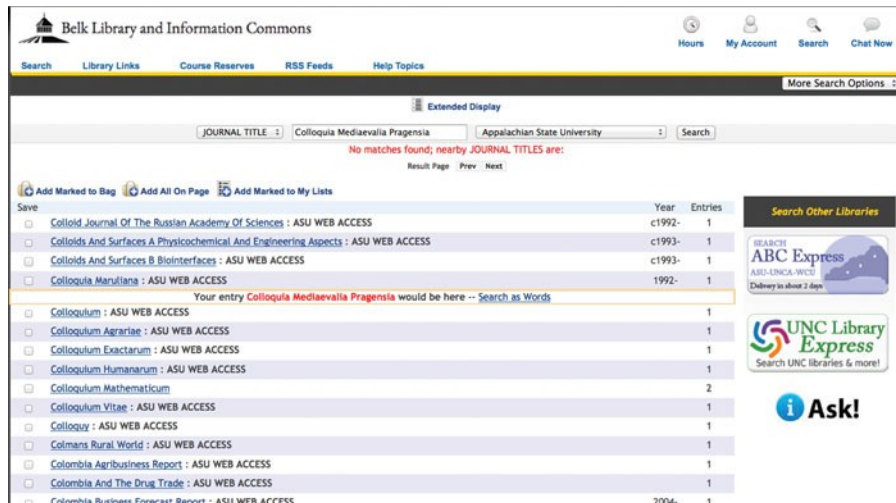 Belk Library and Information Commons
Hours My Account Search Chat Now
Search Library Links Course Reserves RSS Feeds Help Topics
More Search Options
Extended Display
JOURNAL TITLE Colloquia Mediaevalia Pragensia Appalachian State University Search
No matches found; nearby JOURNAL TITLES are:
Result Page Prev Next
Add Marked to Bag Add All On Page Add Marked to My Lists
Save Year Entries
Colloid Journal Of The Russian Academy Of Sciences : ASU WEB ACCESS c1992- 1
Colloids And Surfaces A Physicochemical And Engineering Aspects : ASU WEB ACCESS c1993- 1
Colloids And Surfaces B Biointerfaces : ASU WEB ACCESS c1993- 1
Colloquia Maruliana : ASU WEB ACCESS 1992- 1
Your entry Colloquia Mediaevalia Pragensia would be here -- Search as Words
Colloquium : ASU WEB ACCESS 1
Colloquium Agrariae : ASU WEB ACCESS 1
Colloquium Exactarum : ASU WEB ACCESS 1
Colloquium Humanarum : ASU WEB ACCESS 1
Colloquium Mathematicum 2
Colloquium Vitae : ASU WEB ACCESS 1
Colloquy : ASU WEB ACCESS 1
Colmans Rural World : ASU WEB ACCESS 1
Colombia Agribusiness Report : ASU WEB ACCESS 1
Colombia And The Drug Trade : ASU WEB ACCESS 1
Colombia Business Forecast Report : ASU WEB ACCESS 2004- 1
Search Other Libraries
SEARCH
ABC Express
ASU-UNCA-WCU
Delivery in about 2 days
UNC Library
Express
Search UNC libraries & more!
i Ask!